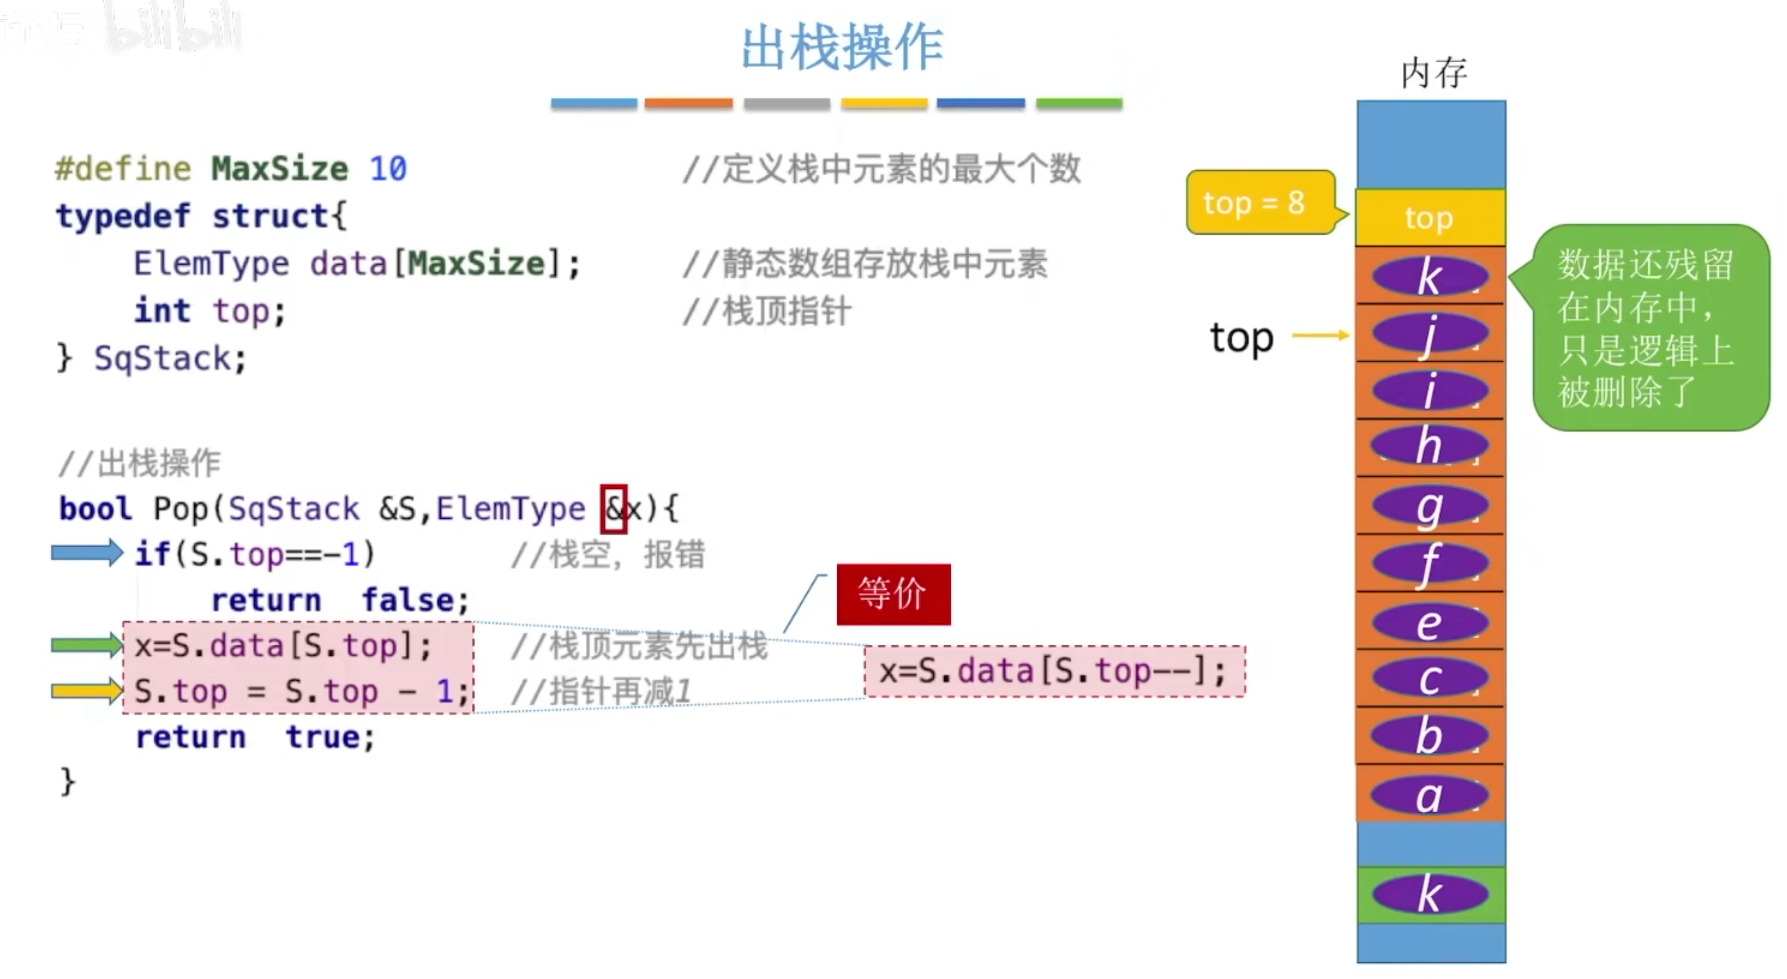 bilibili
出栈操作
#define MaxSize 10 //定义栈中元素的最大个数
typedef struct{
ElemType data[MaxSize]; //静态数组存放栈中元素
int top; //栈顶指针
} SqStack;
//出栈操作
bool Pop(SqStack &S,ElemType &x){
if(S.top==-1) //栈空，报错
return false;
x=S.data[S.top]; //栈顶元素先出栈
S.top = S.top - 1; //指针再减1
return true;
}
等价
x=S.data[S.top--];
内存
top = 8
top
top
k
j
i
h
g
f
e
c
b
a
k
数据还残留
在内存中，
只是逻辑上
被删除了